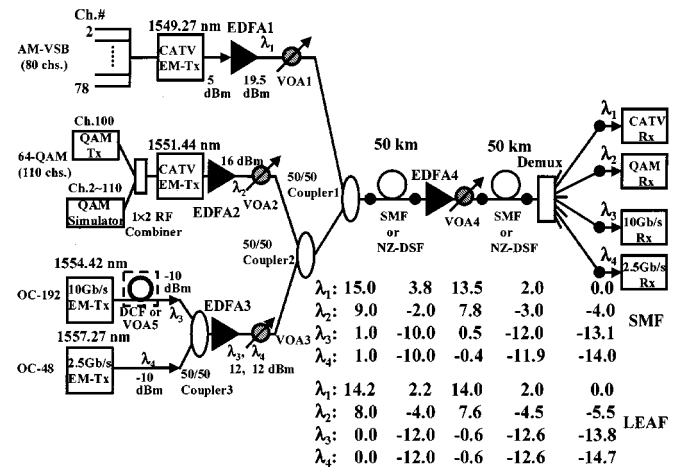 Ch.#
2
AM-VSB
(80 chs.)
78
1549.27 nm
CATV
EM-Tx
5
dBm
EDFA1
λ1
19.5
dBm
VOA1
Ch.100
QAM
Tx
64-QAM
(110 chs.)
Ch.2~110
QAM
Simulator
1×2 RF
Combiner
1551.44 nm
CATV
EM-Tx
16 dBm
λ2
EDFA2
VOA2
50/50
Coupler1
50/50
Coupler2
1554.42 nm
OC-192
10Gb/s
EM-Tx
-10
dBm
DCF or
VOA5
λ3
1557.27 nm
OC-48
2.5Gb/s
EM-Tx
λ4
-10
dBm
50/50
Coupler3
EDFA3
λ3, λ4
12, 12 dBm
VOA3
50 km
SMF
or
NZ-DSF
EDFA4
VOA4
50 km
SMF
or
NZ-DSF
Demux
λ1
CATV
Rx
λ2
QAM
Rx
λ3
10Gb/s
Rx
λ4
2.5Gb/s
Rx
λ1: 15.0 3.8 13.5 2.0 0.0
λ2: 9.0 -2.0 7.8 -3.0 -4.0
λ3: 1.0 -10.0 0.5 -12.0 -13.1
λ4: 1.0 -10.0 -0.4 -11.9 -14.0
SMF
λ1: 14.2 2.2 14.0 2.0 0.0
λ2: 8.0 -4.0 7.6 -4.5 -5.5
λ3: 0.0 -12.0 -0.6 -12.6 -13.8
λ4: 0.0 -12.0 -0.6 -12.6 -14.7
LEAF